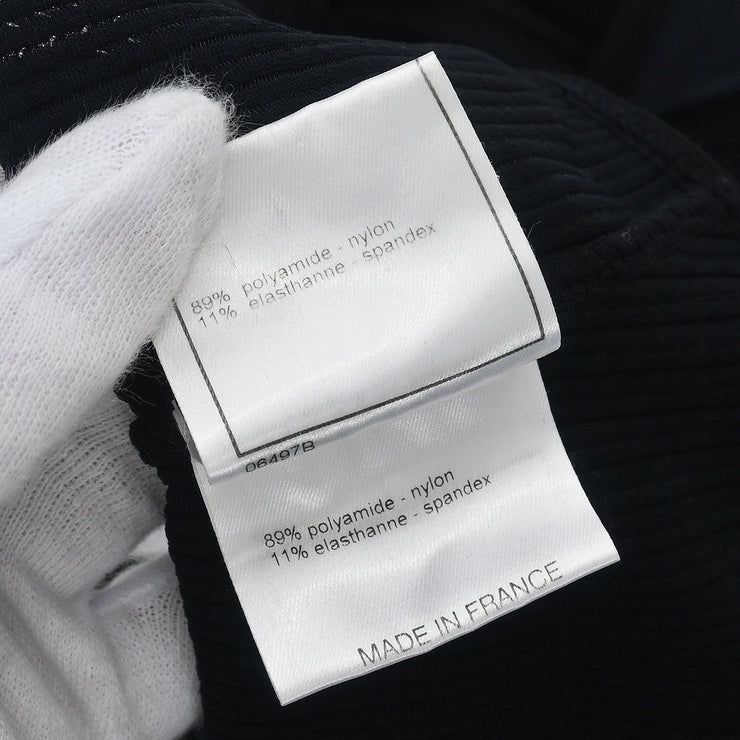 89% polyamide - nylon
11% elasthanne - spandex
06497B
89% polyamide - nylon
11% elasthanne - spandex
MADE IN FRANCE